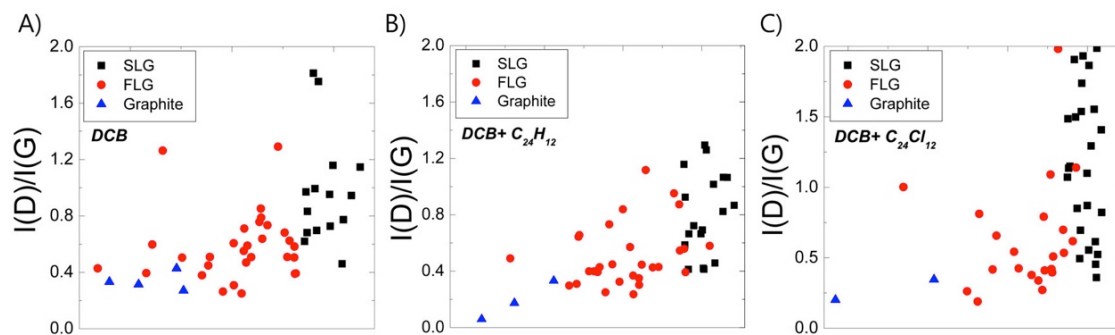 A)
I(D)/I(G)
2.0
1.6
1.2
0.8
0.4
0.0
SLG
FLG
Graphite
DCB
B)
I(D)/I(G)
2.0
1.6
1.2
0.8
0.4
0.0
SLG
FLG
Graphite
DCB+ C24H12
C)
I(D)/I(G)
2.0
1.5
1.0
0.5
0.0
SLG
FLG
Graphite
DCB+ C24Cl12